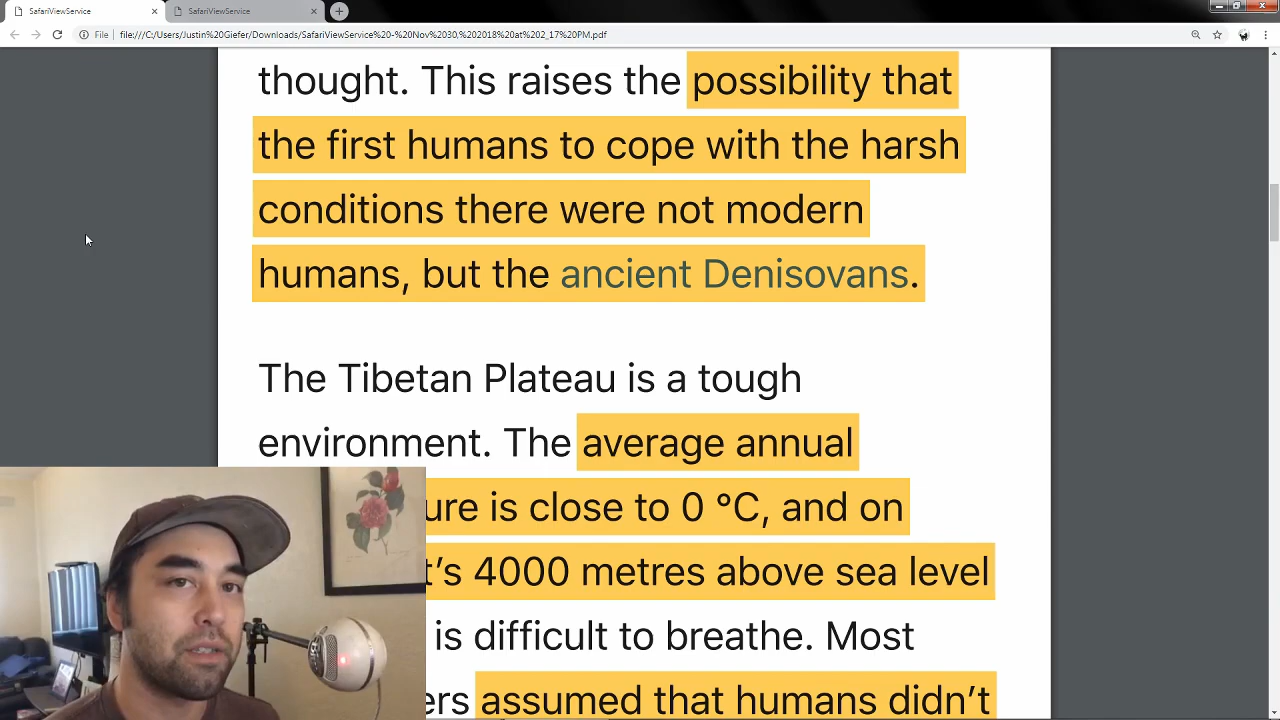 SafariViewService
SafariViewService
File
file:///C:/Users/Justin%20Giefer/Downloads/SafariViewService%20-%20Nov%2030,%202018%20at%202_17%20PM.pdf
thought. This raises the possibility that
the first humans to cope with the harsh
conditions there were not modern
humans, but the ancient Denisovans.
The Tibetan Plateau is a tough
environment. The average annual
ure is close to 0 °C, and on
t’s 4000 metres above sea level
is difficult to breathe. Most
ers assumed that humans didn’t